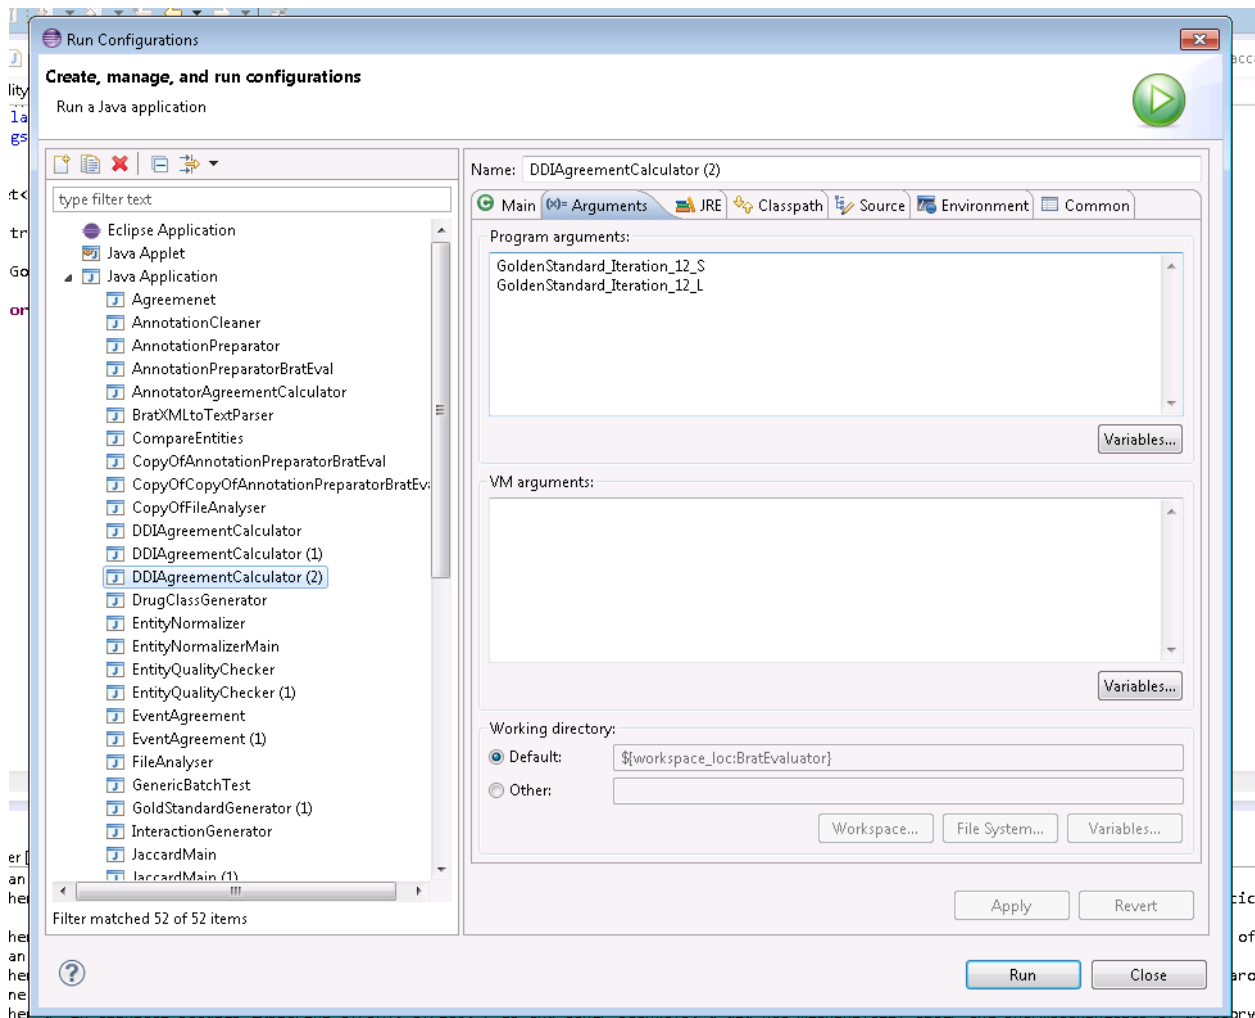 Run Configurations
Create, manage, and run configurations
Run a Java application
type filter text
Eclipse Application
Java Applet
Java Application
Agreemenet
AnnotationCleaner
AnnotationPreparator
AnnotationPreparatorBratEval
AnnotatorAgreementCalculator
BratXMLtoTextParser
CompareEntities
CopyOfAnnotationPreparatorBratEval
CopyOfCopyOfAnnotationPreparatorBratEv
CopyOfFileAnalyser
DDIAgreementCalculator
DDIAgreementCalculator (1)
DDIAgreementCalculator (2)
DrugClassGenerator
EntityNormalizer
EntityNormalizerMain
EntityQualityChecker
EntityQualityChecker (1)
EventAgreement
EventAgreement (1)
FileAnalyser
GenericBatchTest
GoldStandardGenerator (1)
InteractionGenerator
JaccardMain
JaccardMain (1)
Filter matched 52 of 52 items
Name: DDIAgreementCalculator (2)
Main (x)= Arguments JRE Classpath Source Environment Common
Program arguments:
GoldenStandard_Iteration_12_S
GoldenStandard_Iteration_12_L
Variables...
VM arguments:
Variables...
Working directory:
Default: ${workspace_loc:BratEvaluator}
Other:
Workspace... File System... Variables...
Apply Revert
Run Close